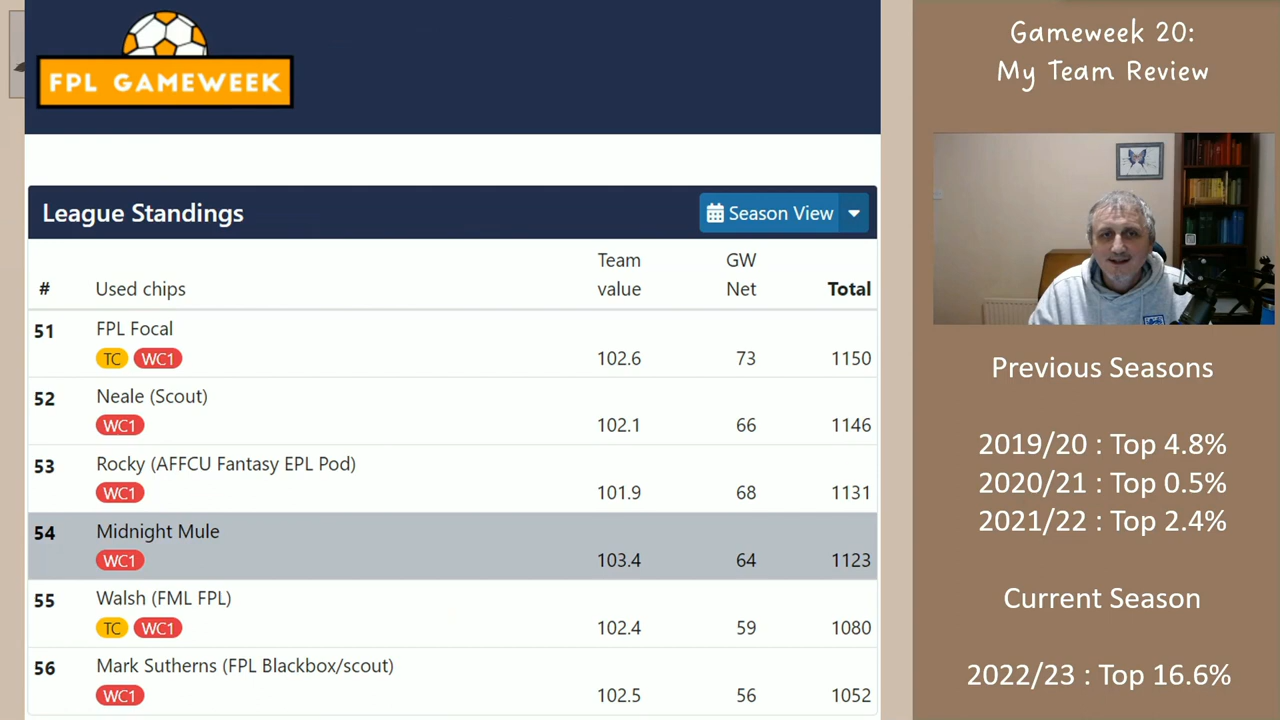 FPL GAMEWEEK
League Standings
Season View
# Used chips Team value GW Net Total
51 FPL Focal
TC WC1 102.6 73 1150
52 Neale (Scout)
WC1 102.1 66 1146
53 Rocky (AFFCU Fantasy EPL Pod)
WC1 101.9 68 1131
54 Midnight Mule
WC1 103.4 64 1123
55 Walsh (FML FPL)
TC WC1 102.4 59 1080
56 Mark Sutherns (FPL Blackbox/scout)
WC1 102.5 56 1052
Gameweek 20:
My Team Review
Previous Seasons
2019/20 : Top 4.8%
2020/21 : Top 0.5%
2021/22 : Top 2.4%
Current Season
2022/23 : Top 16.6%